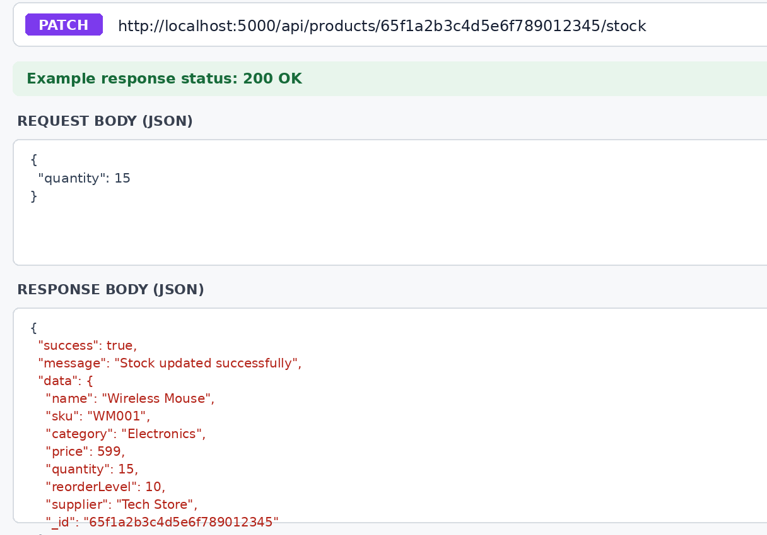 PATCH http://localhost:5000/api/products/65f1a2b3c4d5e6f789012345/stock
Example response status: 200 OK
REQUEST BODY (JSON)
{
"quantity": 15
}
RESPONSE BODY (JSON)
{
"success": true,
"message": "Stock updated successfully",
"data": {
"name": "Wireless Mouse",
"sku": "WM001",
"category": "Electronics",
"price": 599,
"quantity": 15,
"reorderLevel": 10,
"supplier": "Tech Store",
"_id": "65f1a2b3c4d5e6f789012345"